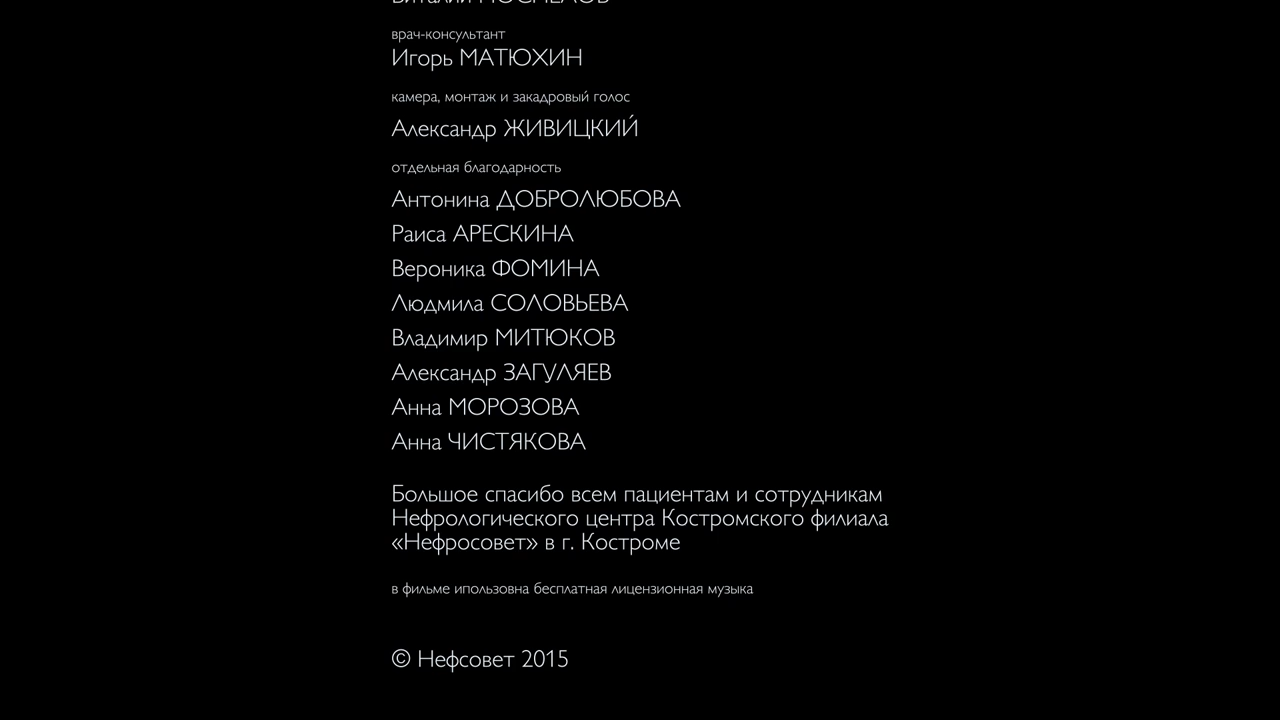 Виталий
врач-консультант
Игорь МАТЮХИН
камера, монтаж и закадровый голос
Александр ЖИВИЦКИЙ
отдельная благодарность
Антонина ДОБРОЛЮБОВА
Раиса АРЕСКИНА
Вероника ФОМИНА
Людмила СОЛОВЬЕВА
Владимир МИТЮКОВ
Александр ЗАГУЛЯЕВ
Анна МОРОЗОВА
Анна ЧИСТЯКОВА
Большое спасибо всем пациентам и сотрудникам
Нефрологического центра Костромского филиала
«Нефросовет» в г. Костроме
в фильме ипользовна бесплатная лицензионная музыка
© Нефсовет 2015